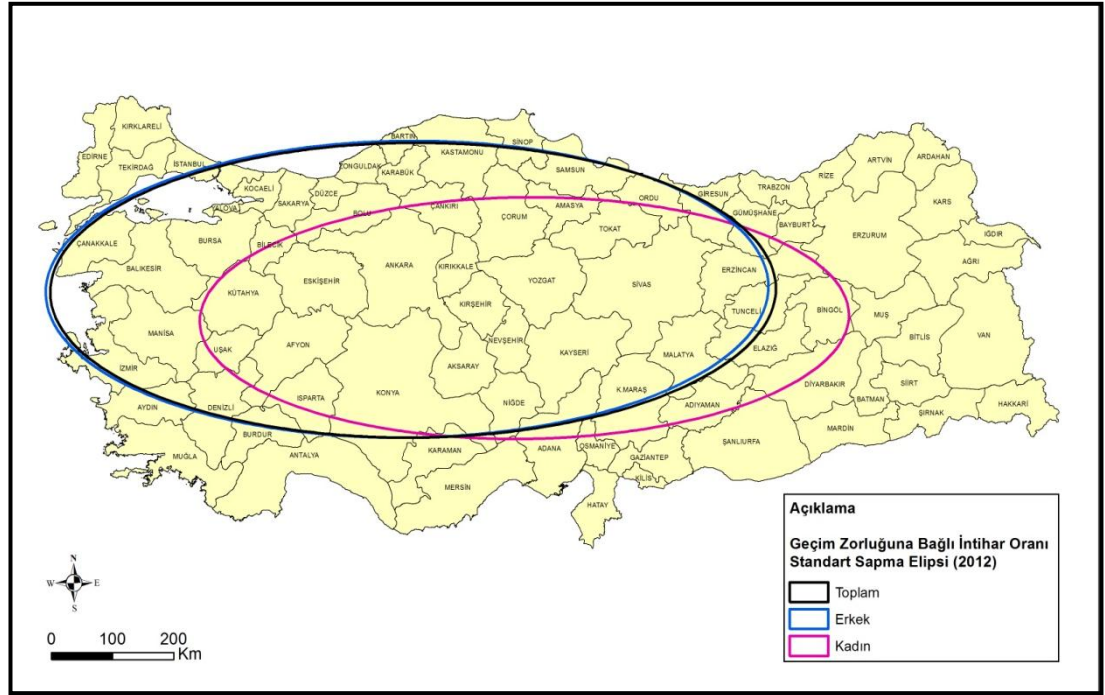 KIRKLARELİ
EDİRNE
TEKİRDAĞ
İSTANBUL
KOCAELİ
YALOVA
SAKARYA
DÜZCE
ZONGULDAK
BARTIN
KARABÜK
KASTAMONU
SİNOP
SAMSUN
BOLU
ÇANKIRI
ÇORUM
AMASYA
ORDU
TOKAT
GİRESUN
TRABZON
GÜMÜŞHANE
BAYBURT
RİZE
ARTVİN
ARDAHAN
KARS
IĞDIR
AĞRI
ERZURUM
ERZİNCAN
ÇANAKKALE
BURSA
BİLECİK
BALIKESİR
KÜTAHYA
ESKİŞEHİR
ANKARA
KIRIKKALE
KIRŞEHİR
YOZGAT
SİVAS
TUNCELİ
BİNGÖL
MUŞ
BİTLİS
VAN
MANİSA
UŞAK
AFYON
İZMİR
AKSARAY
NEVŞEHİR
KAYSERİ
MALATYA
ELAZIĞ
DİYARBAKIR
BATMAN
SİİRT
ŞIRNAK
HAKKARİ
AYDIN
DENİZLİ
ISPARTA
KONYA
NİĞDE
K.MARAŞ
ADIYAMAN
MARDİN
ŞANLIURFA
MUĞLA
BURDUR
ANTALYA
KARAMAN
MERSİN
ADANA
OSMANİYE
GAZİANTEP
KİLİS
HATAY
N
W E
S
0 100 200
Km
Açıklama
Geçim Zorluğuna Bağlı İntihar Oranı
Standart Sapma Elipsi (2012)
Toplam
Erkek
Kadın